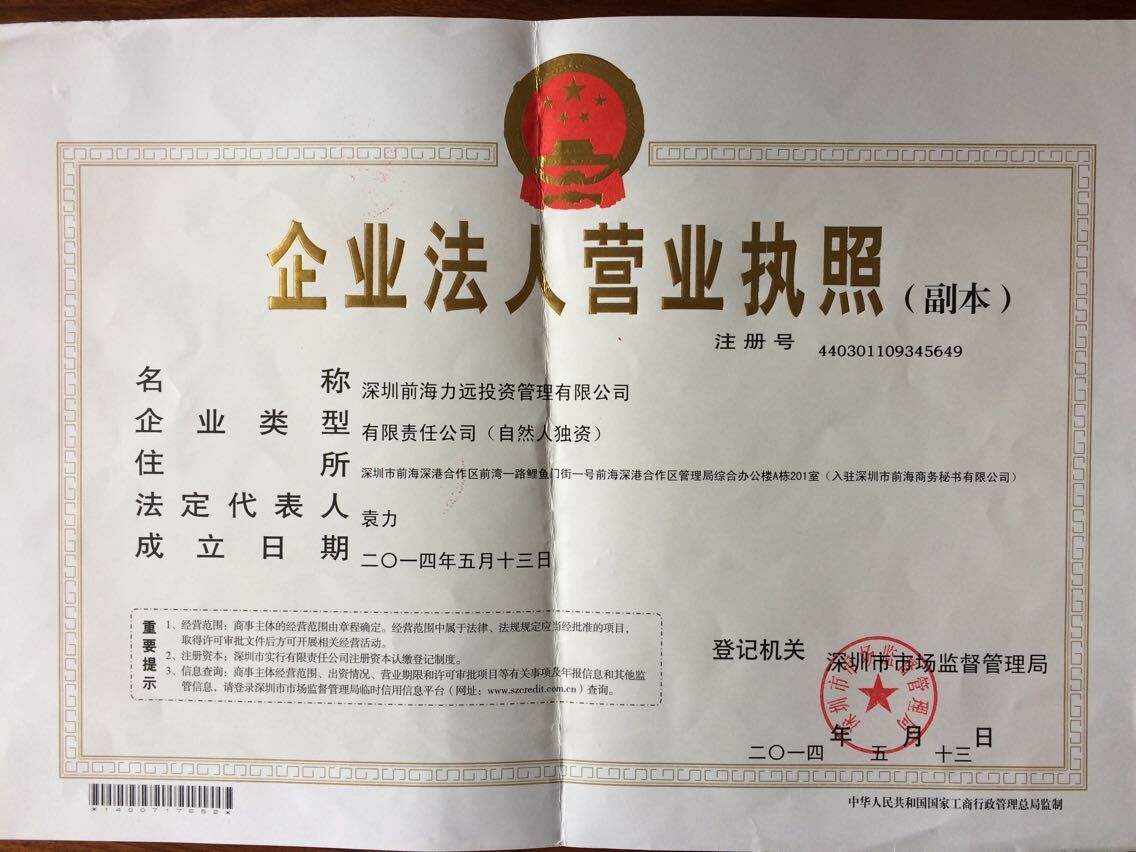 企业法人营业执照（副本）
注册号 440301109345649
名称 深圳前海力远投资管理有限公司
企业类型 有限责任公司（自然人独资）
住所 深圳市前海深港合作区前湾一路鲤鱼门街一号前海深港合作区管理局综合办公楼A栋201室（入驻深圳市前海商务秘书有限公司）
法定代表人 袁力
成立日期 二〇一四年五月十三日
重要提示
1、经营范围：商事主体的经营范围由章程确定。经营范围中属于法律、法规规定应当经批准的项目，
取得许可审批文件后方可开展相关经营活动。
2、注册资本：深圳市实行有限责任公司注册资本认缴登记制度。
3、信息查询：商事主体经营范围、出资情况、营业期限和许可审批项目等有关事项及年报信息和其他监
管信息，请登录深圳市市场监督管理局临时信用信息平台（网址：www.szcredit.com.cn）查询。
登记机关 深圳市市场监督管理局
深圳市市场监督管理局
二〇一四年五月十三日
*1400717652*
中华人民共和国国家工商行政管理总局监制